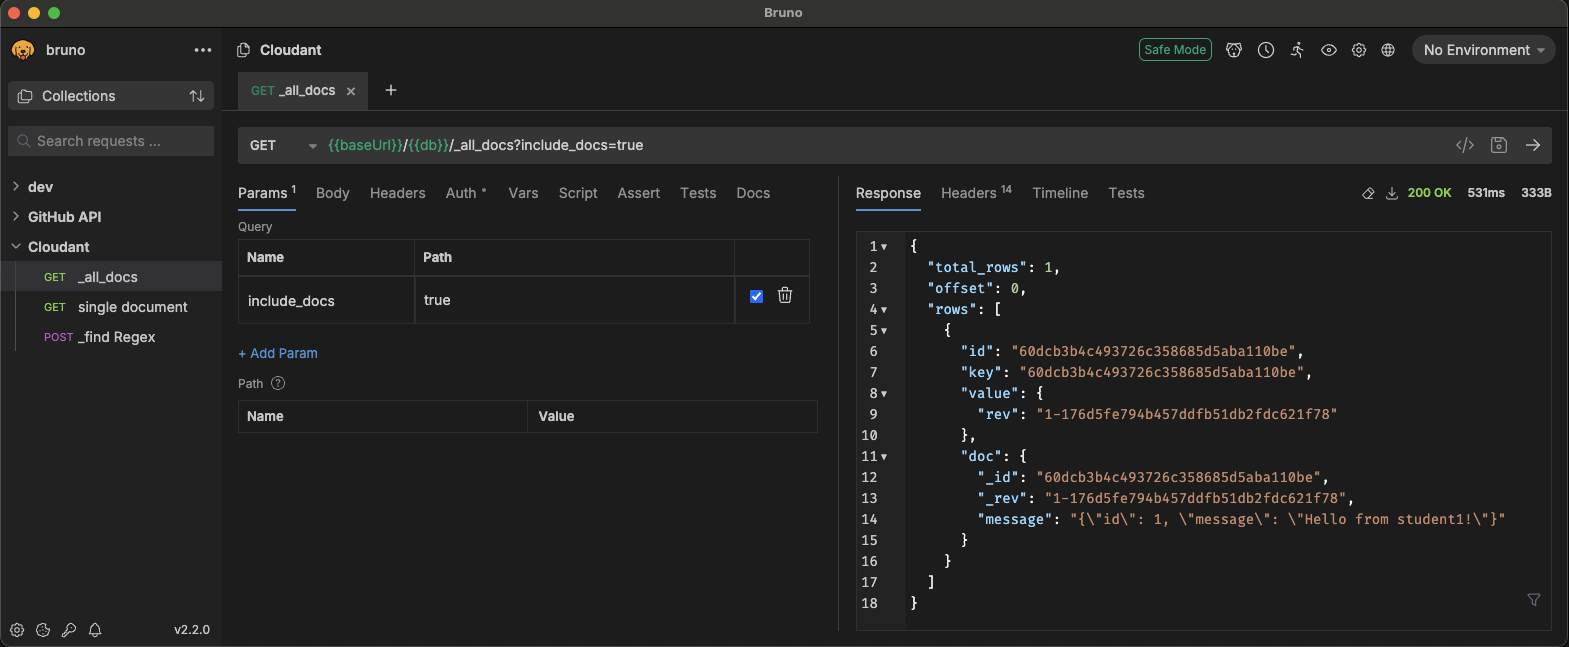 Bruno
bruno
Collections
Search requests ...
dev
GitHub API
Cloudant
GET _all_docs
GET single document
POST _find Regex
v2.2.0
Cloudant
Safe Mode
No Environment
GET _all_docs
GET {{baseUrl}}/{{db}}/_all_docs?include_docs=true
Params 1 Body Headers Auth Vars Script Assert Tests Docs
Query
Name Path
include_docs true
+ Add Param
Path ?
Name Value
Response Headers 14 Timeline Tests 200 OK 531ms 333B
1 {
2 "total_rows": 1,
3 "offset": 0,
4 "rows": [
5 {
6 "id": "60dcb3b4c493726c358685d5aba110be",
7 "key": "60dcb3b4c493726c358685d5aba110be",
8 "value": {
9 "rev": "1-176d5fe794b457ddfb51db2fdc621f78"
10 },
11 "doc": {
12 "_id": "60dcb3b4c493726c358685d5aba110be",
13 "_rev": "1-176d5fe794b457ddfb51db2fdc621f78",
14 "message": "{\"id\": 1, \"message\": \"Hello from student1!\"}"
15 }
16 }
17 ]
18 }